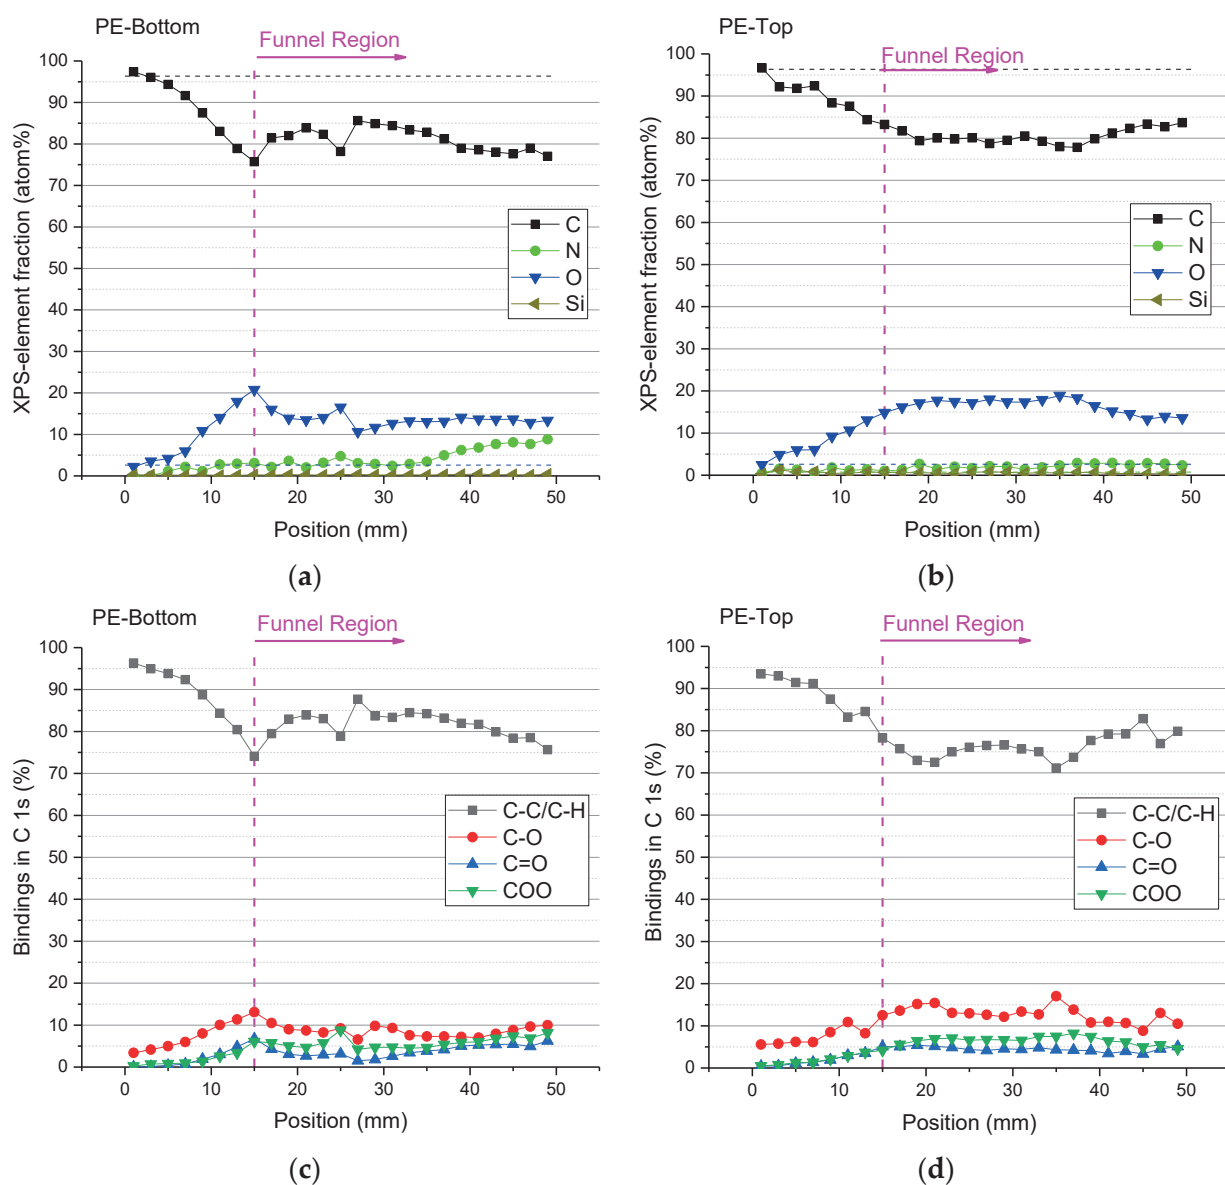 PE-Bottom
Funnel Region
XPS-element fraction (atom%)
100
90
80
70
60
50
40
30
20
10
0
C
N
O
Si
0 10 20 30 40 50
Position (mm)
(a)
PE-Top
Funnel Region
XPS-element fraction (atom%)
100
90
80
70
60
50
40
30
20
10
0
C
N
O
Si
0 10 20 30 40 50
Position (mm)
(b)
PE-Bottom
Funnel Region
Bindings in C 1s (%)
100
90
80
70
60
50
40
30
20
10
0
C-C/C-H
C-O
C=O
COO
0 10 20 30 40 50
Position (mm)
(c)
PE-Top
Funnel Region
Bindings in C 1s (%)
100
90
80
70
60
50
40
30
20
10
0
C-C/C-H
C-O
C=O
COO
0 10 20 30 40 50
Position (mm)
(d)